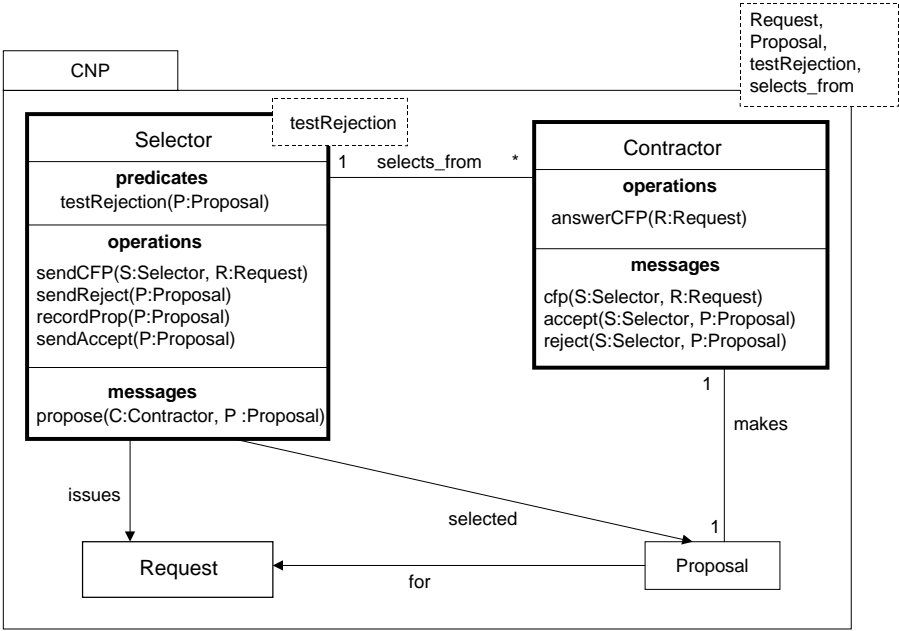 Request,
Proposal,
testRejection,
selects_from
CNP
testRejection
Selector
predicates
testRejection(P:Proposal)
operations
sendCFP(S:Selector, R:Request)
sendReject(P:Proposal)
recordProp(P:Proposal)
sendAccept(P:Proposal)
messages
propose(C:Contractor, P :Proposal)
1 selects_from *
Contractor
operations
answerCFP(R:Request)
messages
cfp(S:Selector, R:Request)
accept(S:Selector, P:Proposal)
reject(S:Selector, P:Proposal)
1
makes
1
issues
selected
Request
for
Proposal